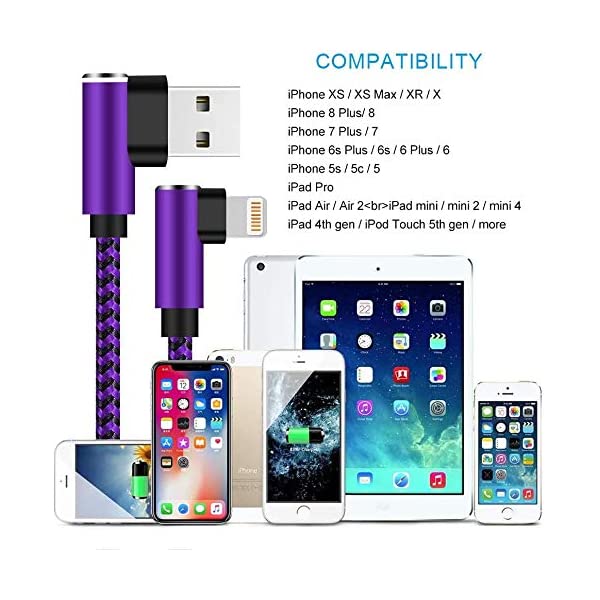 COMPATIBILITY
iPhone XS / XS Max / XR / X
iPhone 8 Plus/ 8
iPhone 7 Plus / 7
iPhone 6s Plus / 6s / 6 Plus / 6
iPhone 5s / 5c / 5
iPad Pro
iPad Air / Air 2<br>iPad mini / mini 2 / mini 4
iPad 4th gen / iPod Touch 5th gen / more
iPhone